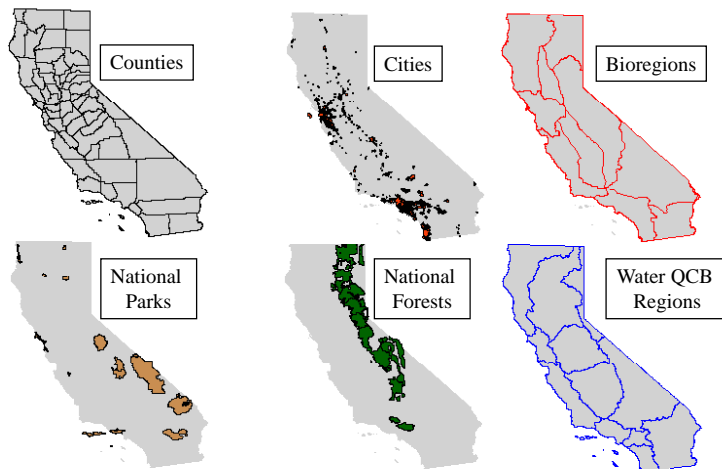 Counties
Cities
Bioregions
National
Parks
National
Forests
Water QCB
Regions